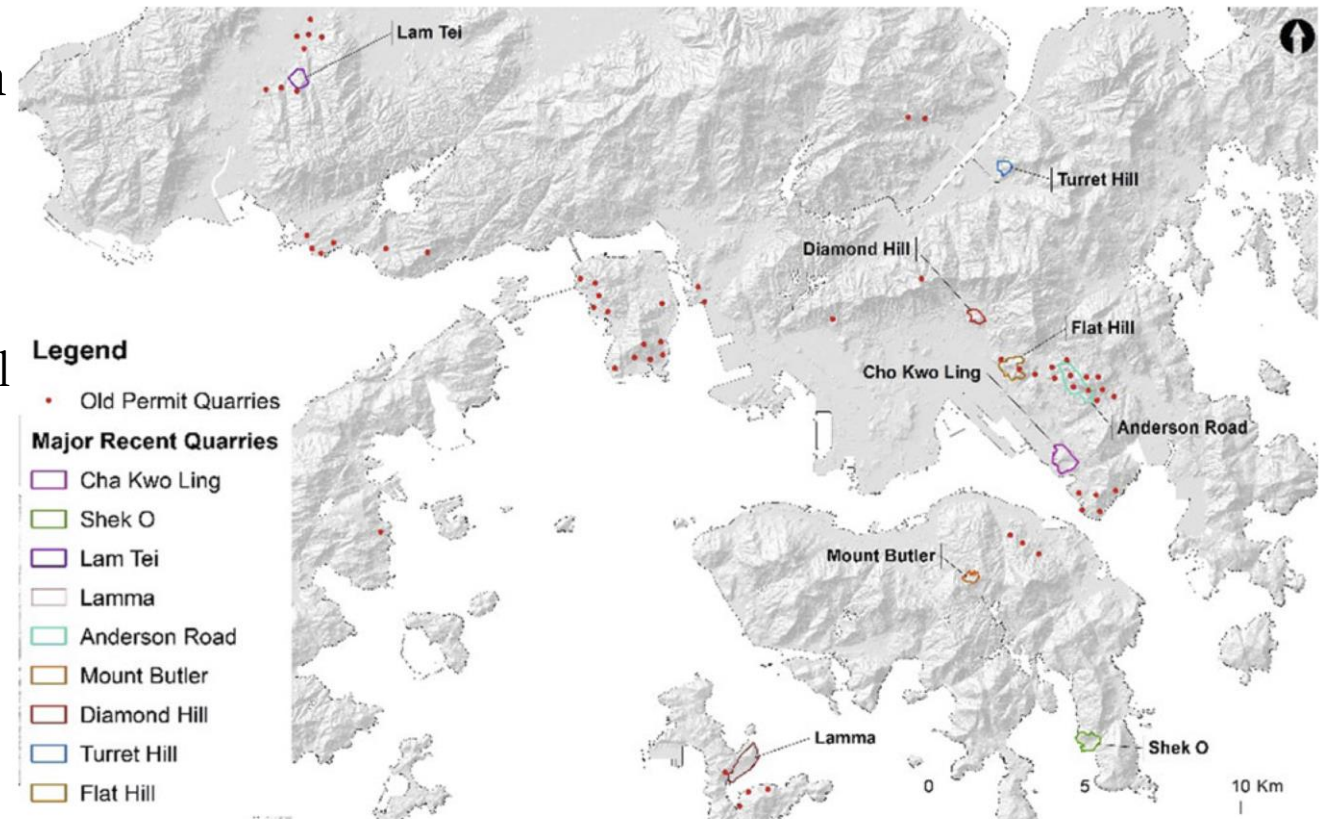 Lam Tei
Turret Hill
Diamond Hill
Flat Hill
Cho Kwo Ling
Anderson Road
Mount Butler
Lamma
Shek O
0 5 10 Km
Legend
Old Permit Quarries
Major Recent Quarries
Cha Kwo Ling
Shek O
Lam Tei
Lamma
Anderson Road
Mount Butler
Diamond Hill
Turret Hill
Flat Hill